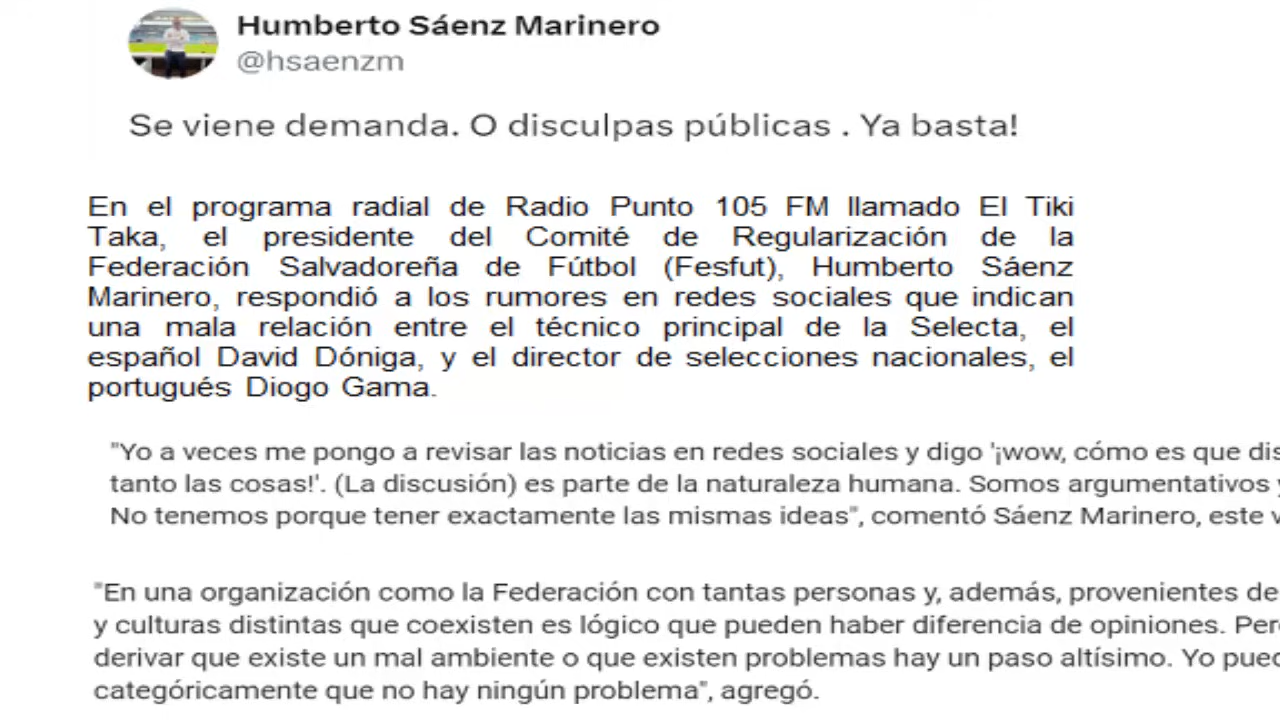 Humberto Sáenz Marinero
@hsaenzm
Se viene demanda. O disculpas públicas . Ya basta!
En el programa radial de Radio Punto 105 FM llamado El Tiki
Taka, el presidente del Comité de Regularización de la
Federación Salvadoreña de Fútbol (Fesfut), Humberto Sáenz
Marinero, respondió a los rumores en redes sociales que indican
una mala relación entre el técnico principal de la Selecta, el
español David Dóniga, y el director de selecciones nacionales, el
portugués Diogo Gama.
"Yo a veces me pongo a revisar las noticias en redes sociales y digo '¡wow, cómo es que dis
tanto las cosas!'. (La discusión) es parte de la naturaleza humana. Somos argumentativos y
No tenemos porque tener exactamente las mismas ideas", comentó Sáenz Marinero, este v
"En una organización como la Federación con tantas personas y, además, provenientes de
y culturas distintas que coexisten es lógico que pueden haber diferencia de opiniones. Per
derivar que existe un mal ambiente o que existen problemas hay un paso altísimo. Yo pued
categóricamente que no hay ningún problema", agregó.